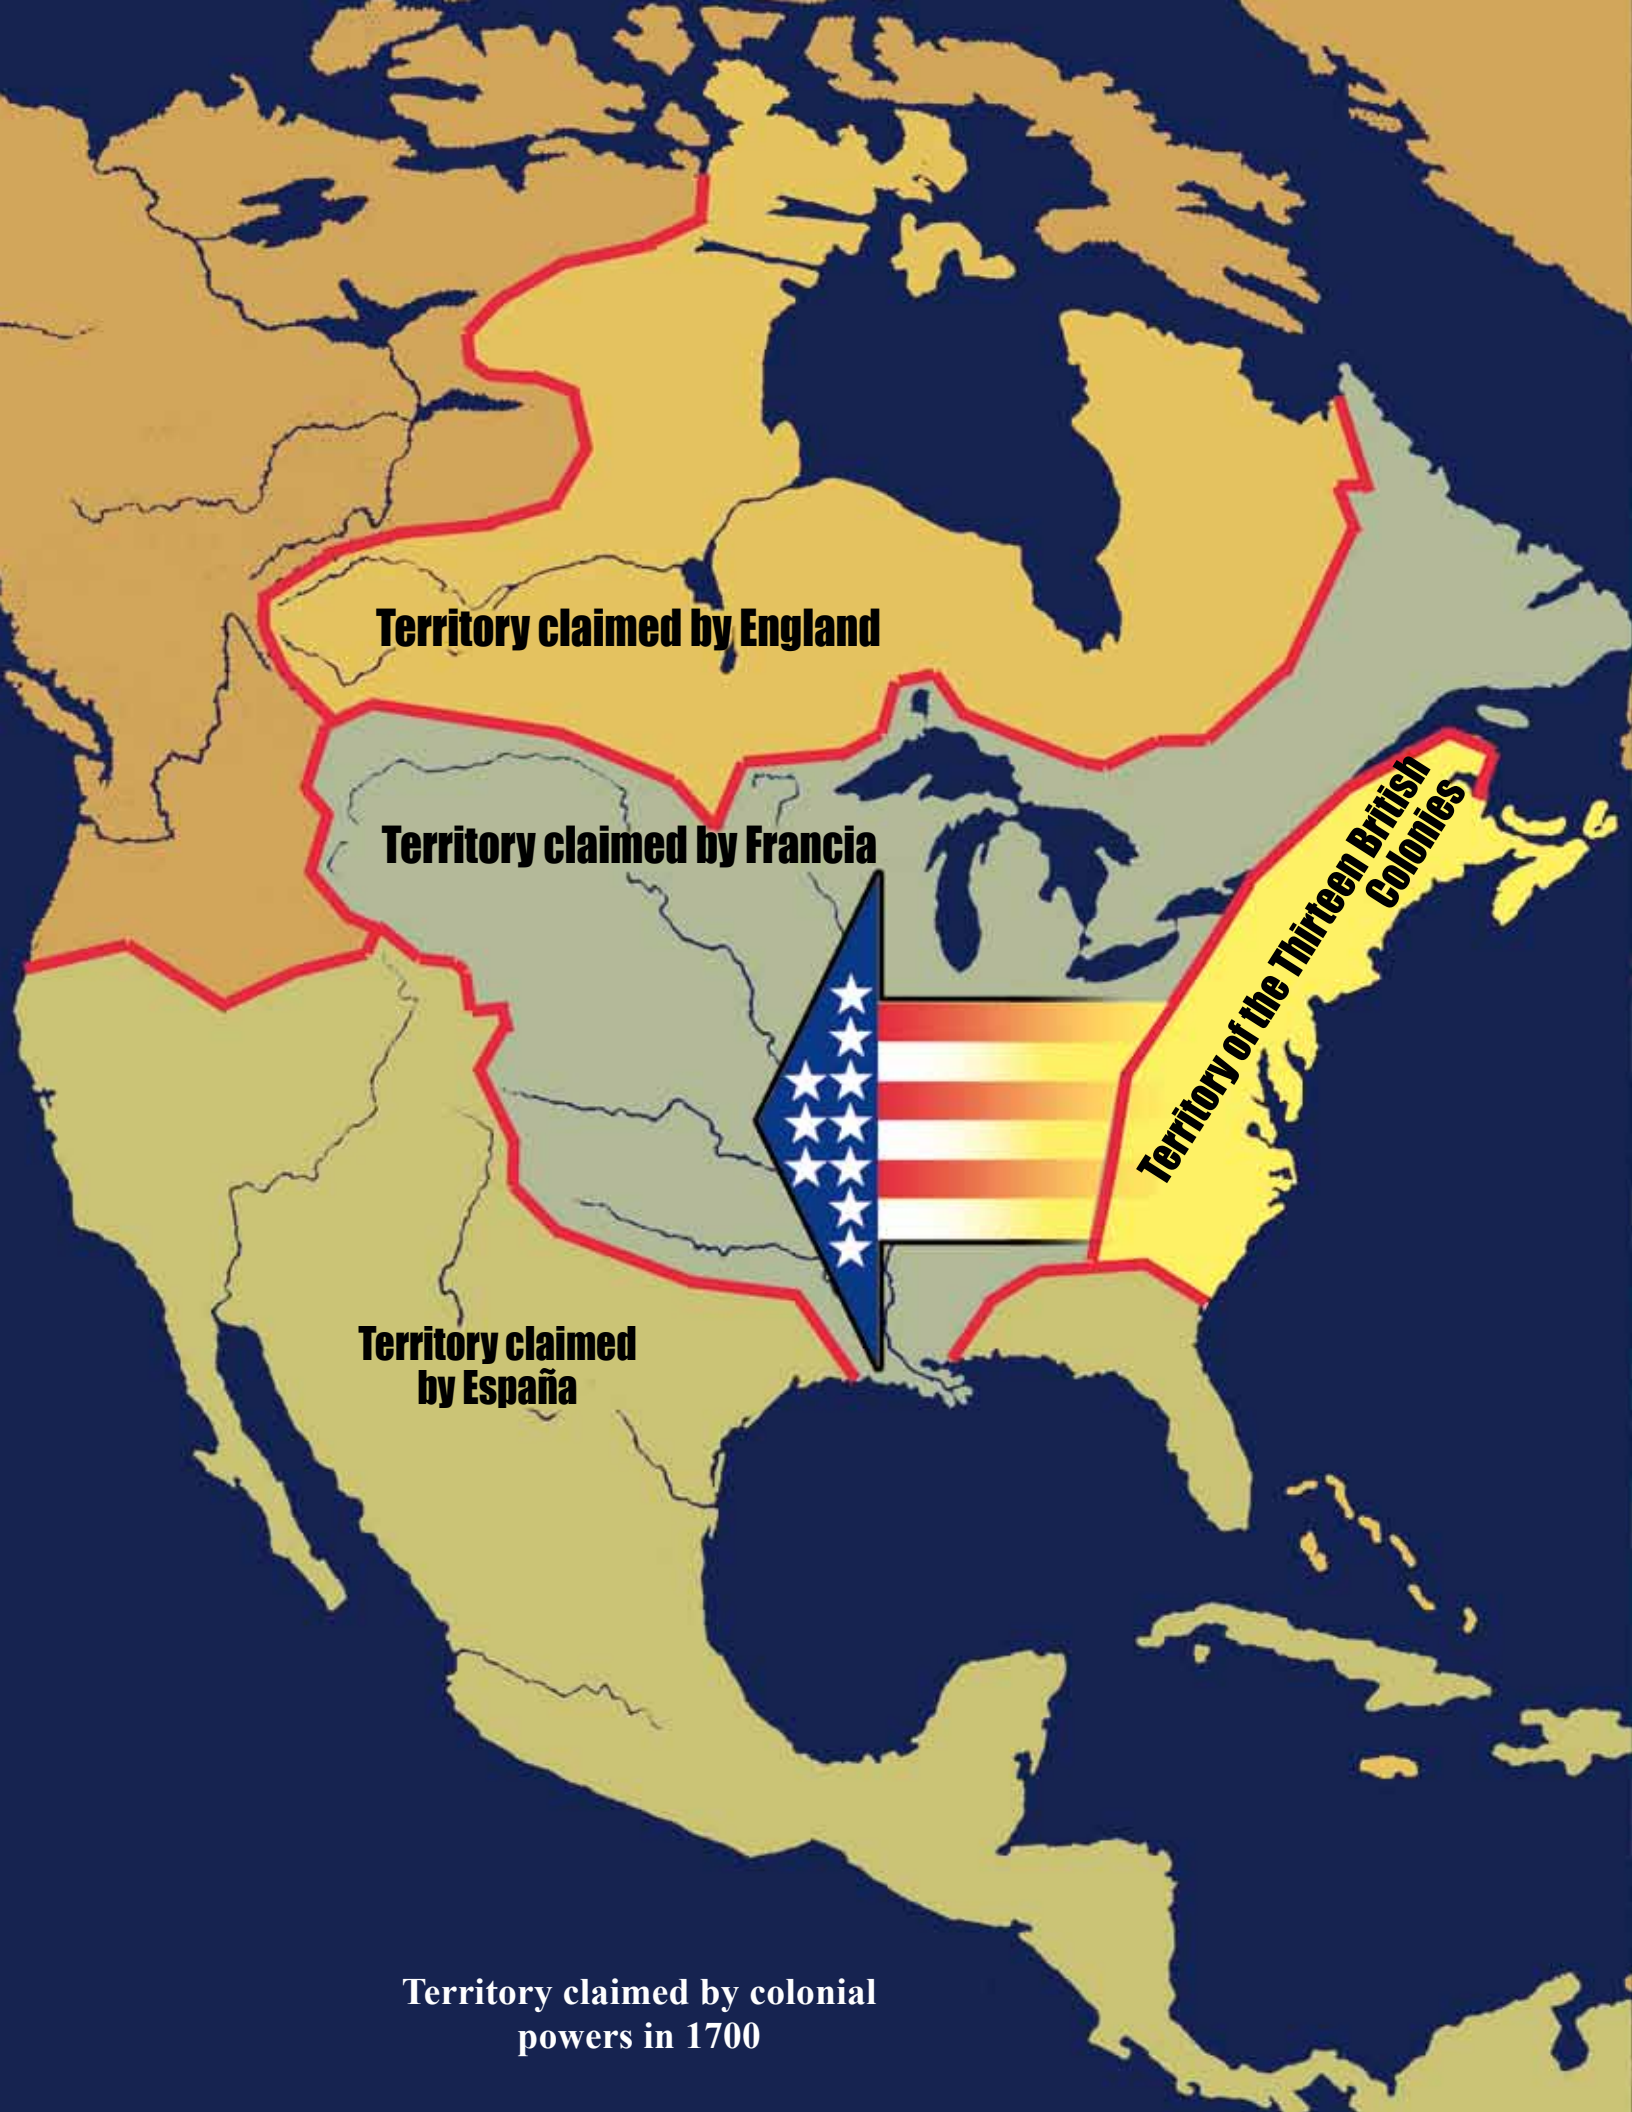 Territory claimed by England
Territory claimed by Francia
Territory of the Thirteen British
Colonies
Territory claimed
by España
Territory claimed by colonial
powers in 1700